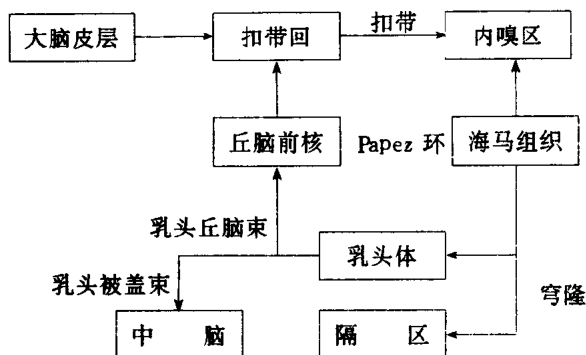 大脑皮层
扣带回
扣带
内嗅区
丘脑前核
Papez 环
海马组织
乳头丘脑束
乳头体
乳头被盖束
穹隆
中 脑
隔 区